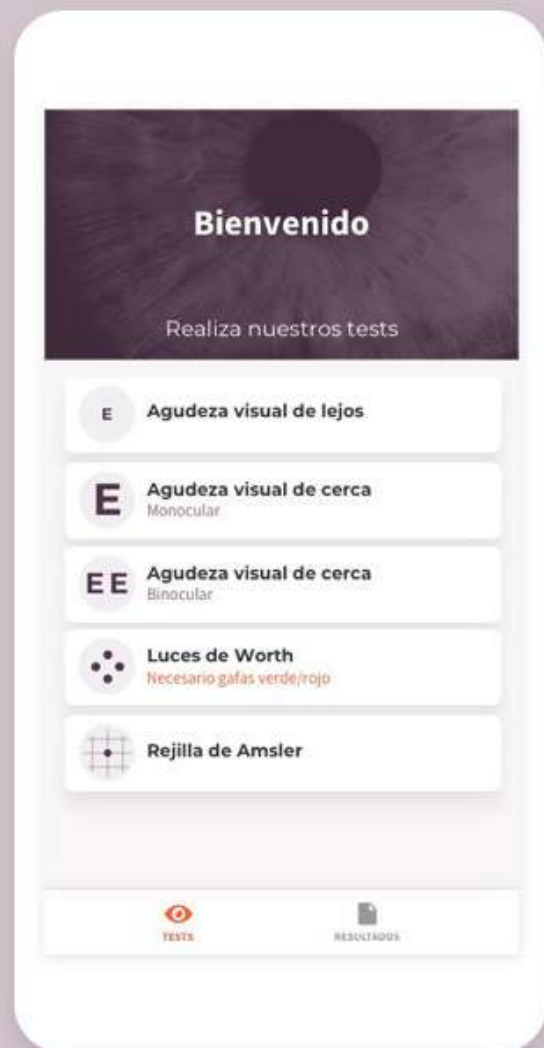 Bienvenido
Realiza nuestros tests
E
Agudeza visual de lejos
E
Agudeza visual de cerca
Monocular
E E
Agudeza visual de cerca
Binocular
Luces de Worth
Necesario gafas verde/rojo
Rejilla de Amsler
TESTS
RESULTADOS